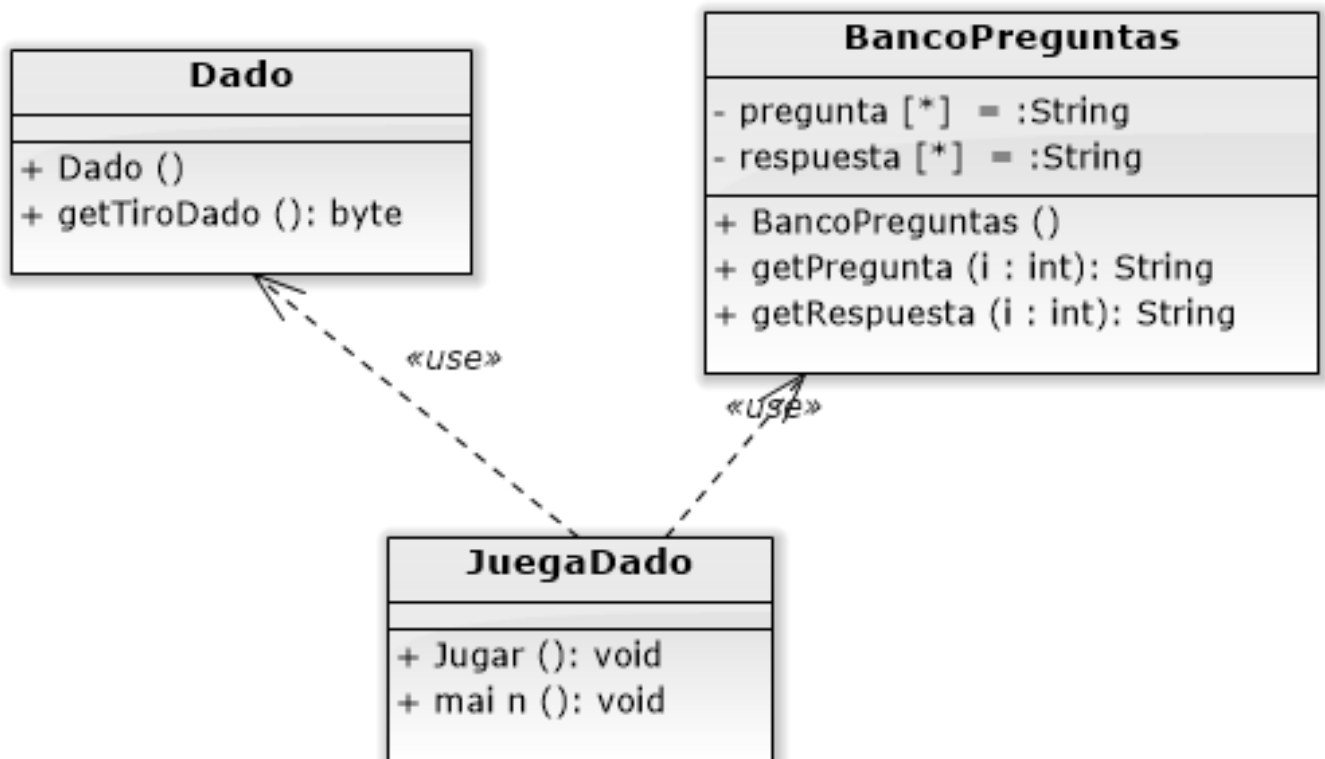 Dado
+ Dado ()
+ getTiroDado (): byte
BancoPreguntas
- pregunta [*]  = :String
- respuesta [*]  = :String
+ BancoPreguntas ()
+ getPregunta (i : int): String
+ getRespuesta (i : int): String
«use»
«use»
JuegaDado
+ Jugar (): void
+ mai n (): void